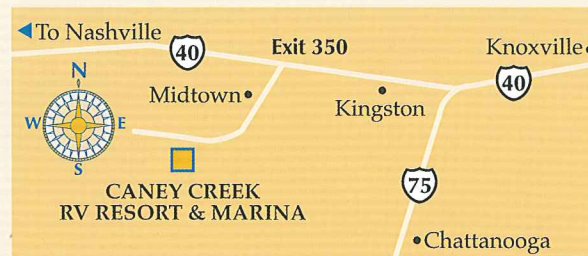 To Nashville
40
Exit 350
Knoxville
40
N
Midtown
Kingston
W
E
S
75
CANEY CREEK
RV RESORT & MARINA
Chattanooga